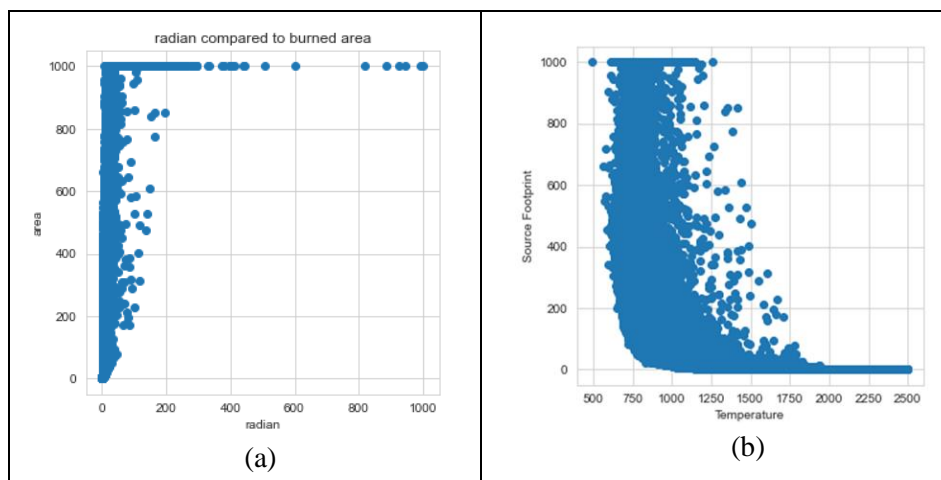 radian compared to burned area
1000
800
600
400
200
0
area
0 200 400 600 800 1000
radian
(a)
1000
800
600
400
200
0
Source Footprint
500 750 1000 1250 1500 1750 2000 2250 2500
Temperature
(b)